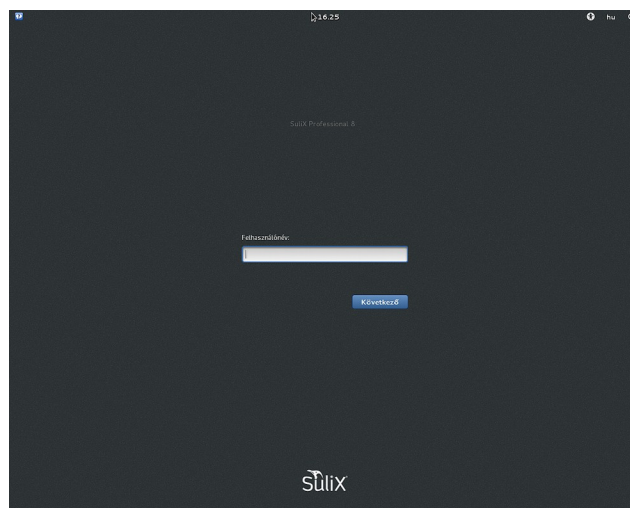 16.25
hu
SuliX Professional 8
Felhasználónév:
Következő
SuliX